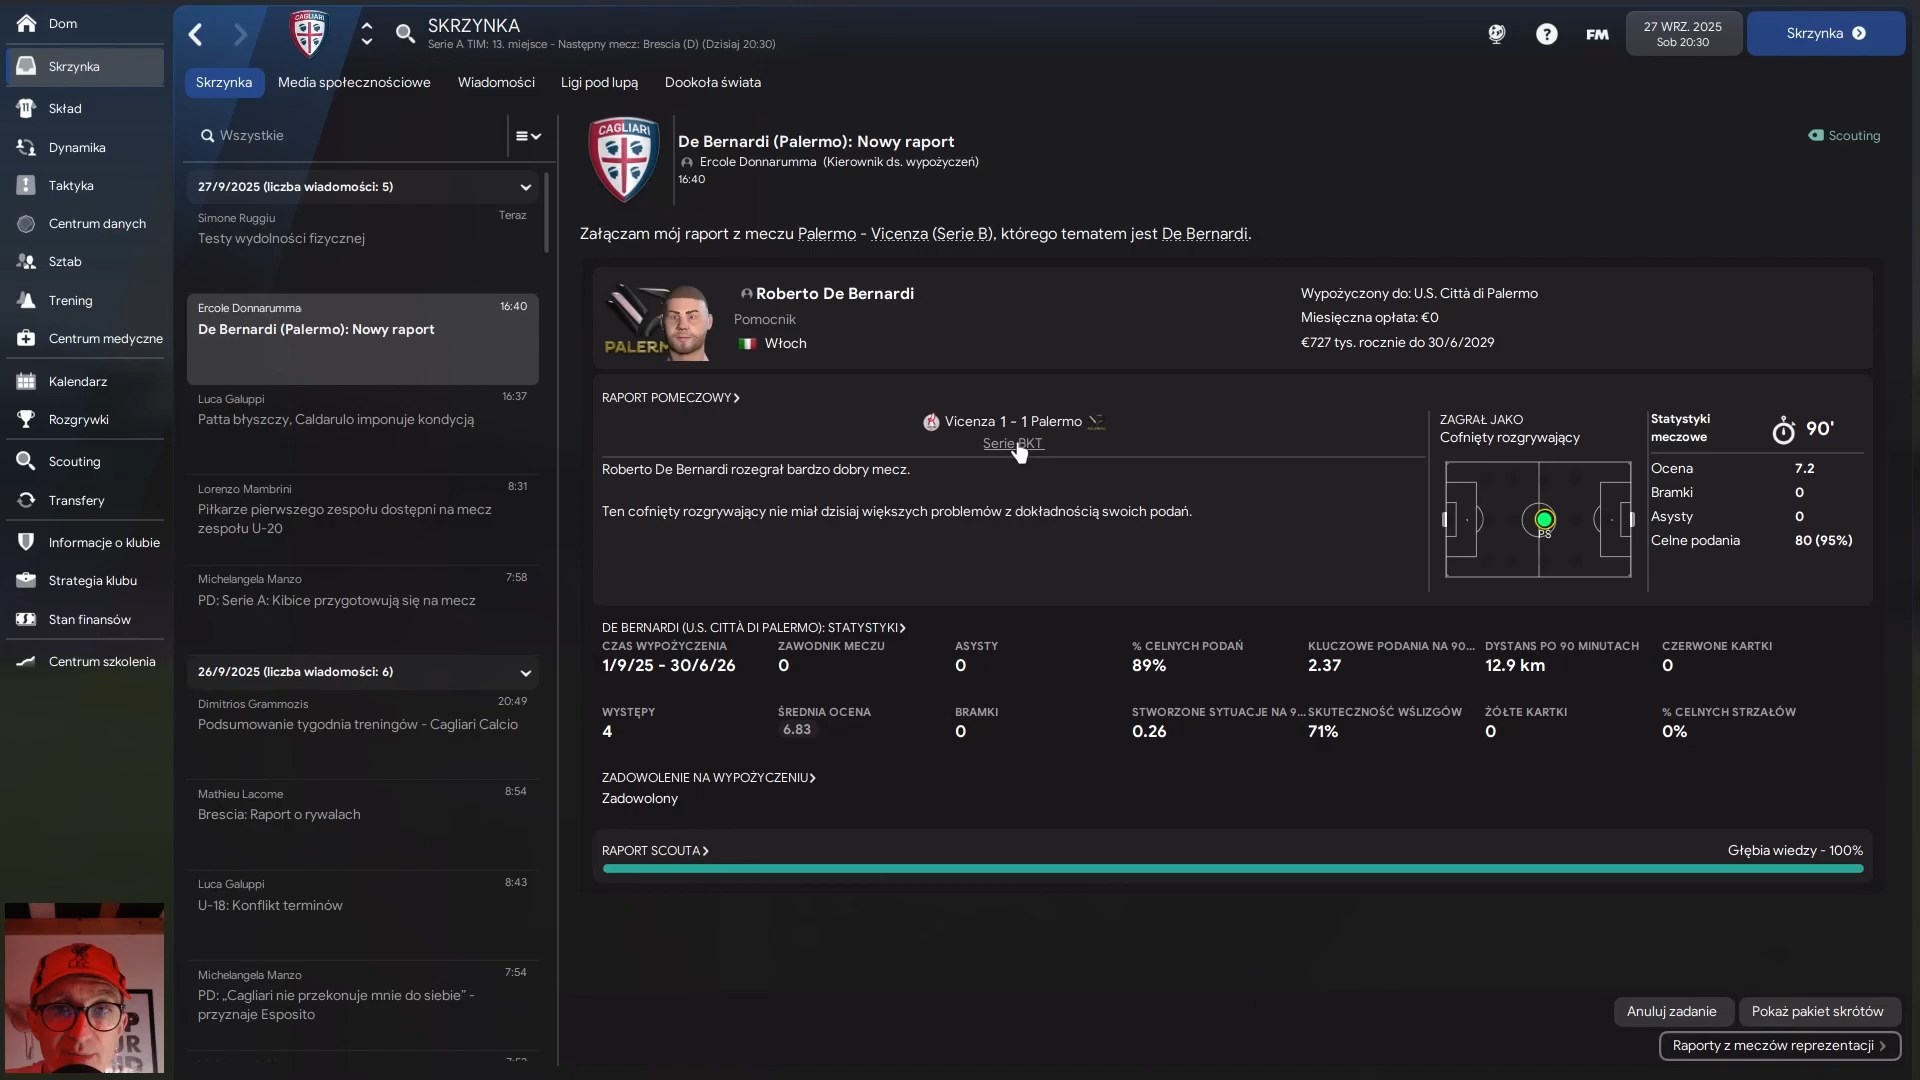 Dom
Skrzynka
Skład
Dynamika
Taktyka
Centrum danych
Sztab
Trening
Centrum medyczne
Kalendarz
Rozgrywki
Scouting
Transfery
Informacje o klubie
Strategia klubu
Stan finansów
Centrum szkolenia
CAGLIARI
SKRZYNKA
Serie A TIM: 13. miejsce - Następny mecz: Brescia (D) (Dzisiaj 20:30)
FM
27 WRZ. 2025
Sob 20:30
Skrzynka
Skrzynka
Media społecznościowe
Wiadomości
Ligi pod lupą
Dookoła świata
Wszystkie
27/9/2025 (liczba wiadomości: 5)
Simone Ruggiu
Teraz
Testy wydolności fizycznej
Ercole Donnarumma
16:40
De Bernardi (Palermo): Nowy raport
Luca Galuppi
16:37
Patta błyszczy, Caldarulo imponuje kondycją
Lorenzo Mambrini
8:31
Piłkarze pierwszego zespołu dostępni na mecz
zespołu U-20
Michelangela Manzo
7:58
PD: Serie A: Kibice przygotowują się na mecz
26/9/2025 (liczba wiadomości: 6)
Dimitrios Grammozis
20:49
Podsumowanie tygodnia treningów - Cagliari Calcio
Mathieu Lacome
8:54
Brescia: Raport o rywalach
Luca Galuppi
8:43
U-18: Konflikt terminów
Michelangela Manzo
7:54
PD: „Cagliari nie przekonuje mnie do siebie" -
przyznaje Esposito
CAGLIARI
De Bernardi (Palermo): Nowy raport
Ercole Donnarumma (Kierownik ds. wypożyczeń)
16:40
Scouting
Załączam mój raport z meczu Palermo - Vicenza (Serie B), którego tematem jest De Bernardi.
Roberto De Bernardi
Pomocnik
Włoch
Wypożyczony do: U.S. Città di Palermo
Miesięczna opłata: €0
€727 tys. rocznie do 30/6/2029
RAPORT POMECZOWY
Vicenza 1 - 1 Palermo
Serie BKT
Roberto De Bernardi rozegrał bardzo dobry mecz.
Ten cofnięty rozgrywający nie miał dzisiaj większych problemów z dokładnością swoich podań.
ZAGRAŁ JAKO
Cofnięty rozgrywający
PŚ
Statystyki
meczowe
90'
Ocena 7.2
Bramki 0
Asysty 0
Celne podania 80 (95%)
DE BERNARDI (U.S. CITTÀ DI PALERMO): STATYSTYKI
CZAS WYPOŻYCZENIA
1/9/25 - 30/6/26
ZAWODNIK MECZU
0
ASYSTY
0
% CELNYCH PODAŃ
89%
KLUCZOWE PODANIA NA 90...
2.37
DYSTANS PO 90 MINUTACH
12.9 km
CZERWONE KARTKI
0
WYSTĘPY
4
ŚREDNIA OCENA
6.83
BRAMKI
0
STWORZONE SYTUACJE NA 9...
0.26
SKUTECZNOŚĆ WŚLIZGÓW
71%
ŻÓŁTE KARTKI
0
% CELNYCH STRZAŁÓW
0%
ZADOWOLENIE NA WYPOŻYCZENIU
Zadowolony
RAPORT SCOUTA
Głębia wiedzy - 100%
Anuluj zadanie
Pokaż pakiet skrótów
Raporty z meczów reprezentacji